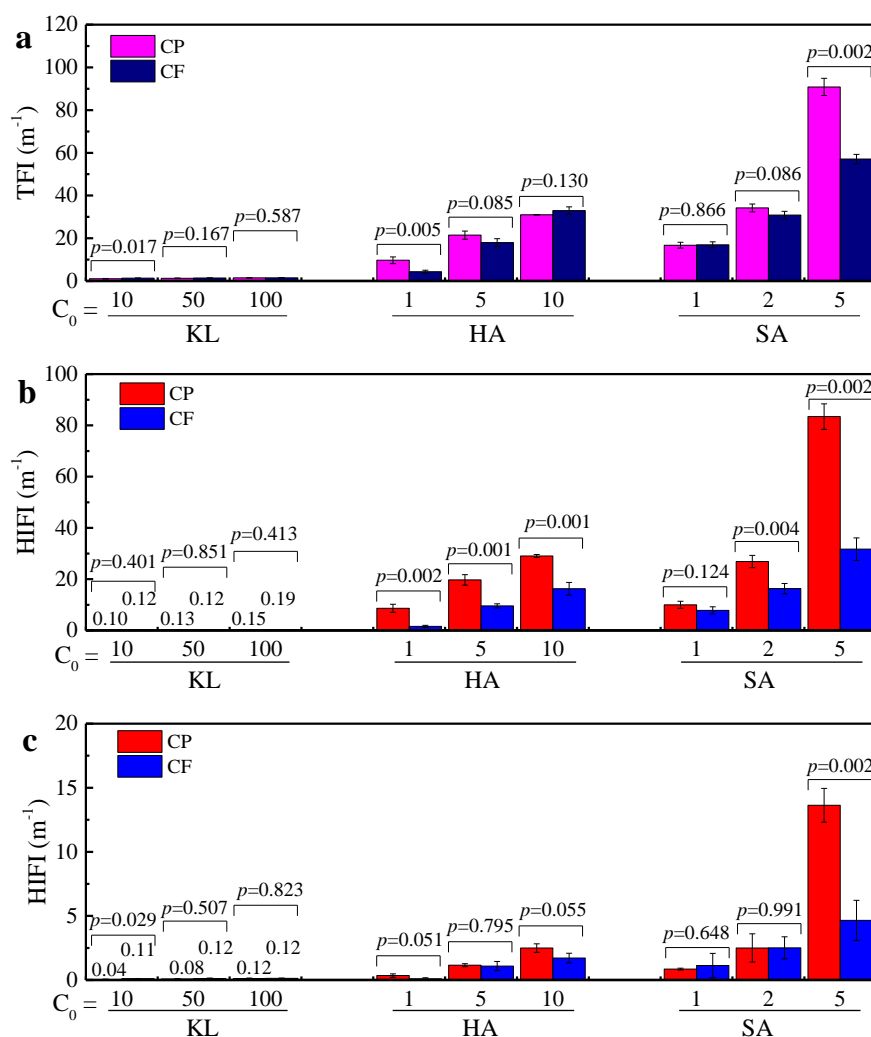 a
120
100
80
60
40
20
0
TFI (m⁻¹)
CP
CF
p=0.017
p=0.167
p=0.587
p=0.005
p=0.085
p=0.130
p=0.866
p=0.086
p=0.002
C₀ = 10 50 100 1 5 10 1 2 5
KL HA SA
b
100
80
60
40
20
0
HIFI (m⁻¹)
CP
CF
p=0.401
p=0.851
p=0.413
p=0.002
p=0.001
p=0.001
p=0.124
p=0.004
p=0.002
0.10 0.12 0.13 0.12 0.15 0.19
C₀ = 10 50 100 1 5 10 1 2 5
KL HA SA
c
20
15
10
5
0
HIFI (m⁻¹)
CP
CF
p=0.029
p=0.507
p=0.823
p=0.051
p=0.795
p=0.055
p=0.648
p=0.991
p=0.002
0.04 0.11 0.08 0.12 0.12 0.12
C₀ = 10 50 100 1 5 10 1 2 5
KL HA SA